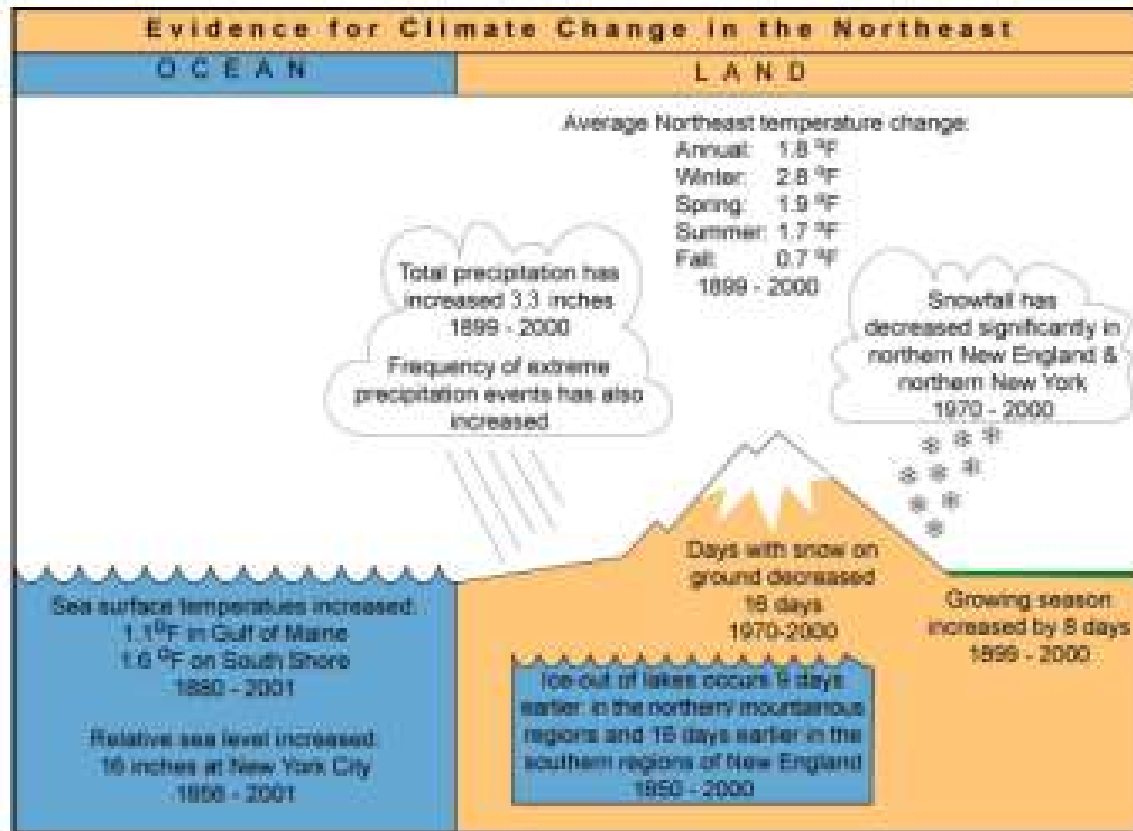 Evidence for Climate Change in the Northeast
OCEAN
LAND
Average Northeast temperature change:
Annual: 1.8 °F
Winter: 2.8 °F
Spring: 1.9 °F
Summer: 1.7 °F
Fall: 0.7 °F
1899 - 2000
Total precipitation has
increased 3.3 inches
1899 - 2000
Frequency of extreme
precipitation events has also
increased
Snowfall has
decreased significantly in
northern New England &
northern New York
1970 - 2000
Days with snow on
ground decreased
16 days
1970-2000
Growing season
increased by 8 days
1899 - 2000
Sea surface temperatues increased:
1.1°F in Gulf of Maine
1.6 °F on South Shore
1880 - 2001
Relative sea level increased:
16 inches at New York City
- 2001
Ice out of lakes occurs 9 days
earlier in the northern mountainous
regions and 16 days earlier in the
southern regions of New England
1850 - 2000